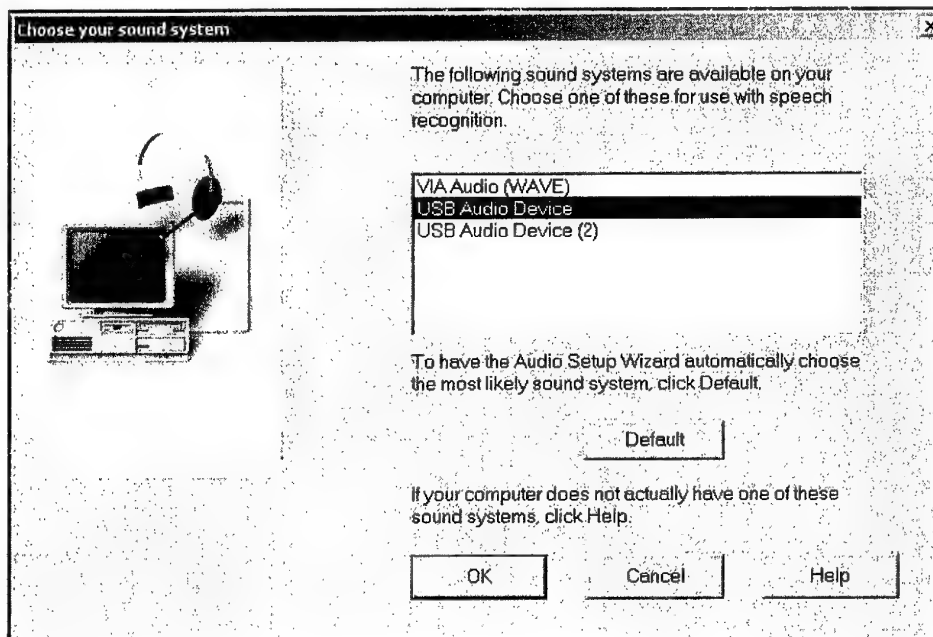 Choose your sound system
The following sound systems are available on your
computer. Choose one of these for use with speech
recognition.
VIA Audio (WAVE)
USB Audio Device
USB Audio Device (2)
To have the Audio Setup Wizard automatically choose
the most likely sound system, click Default.
Default
If your computer does not actually have one of these
sound systems, click Help.
OK
Cancel
Help